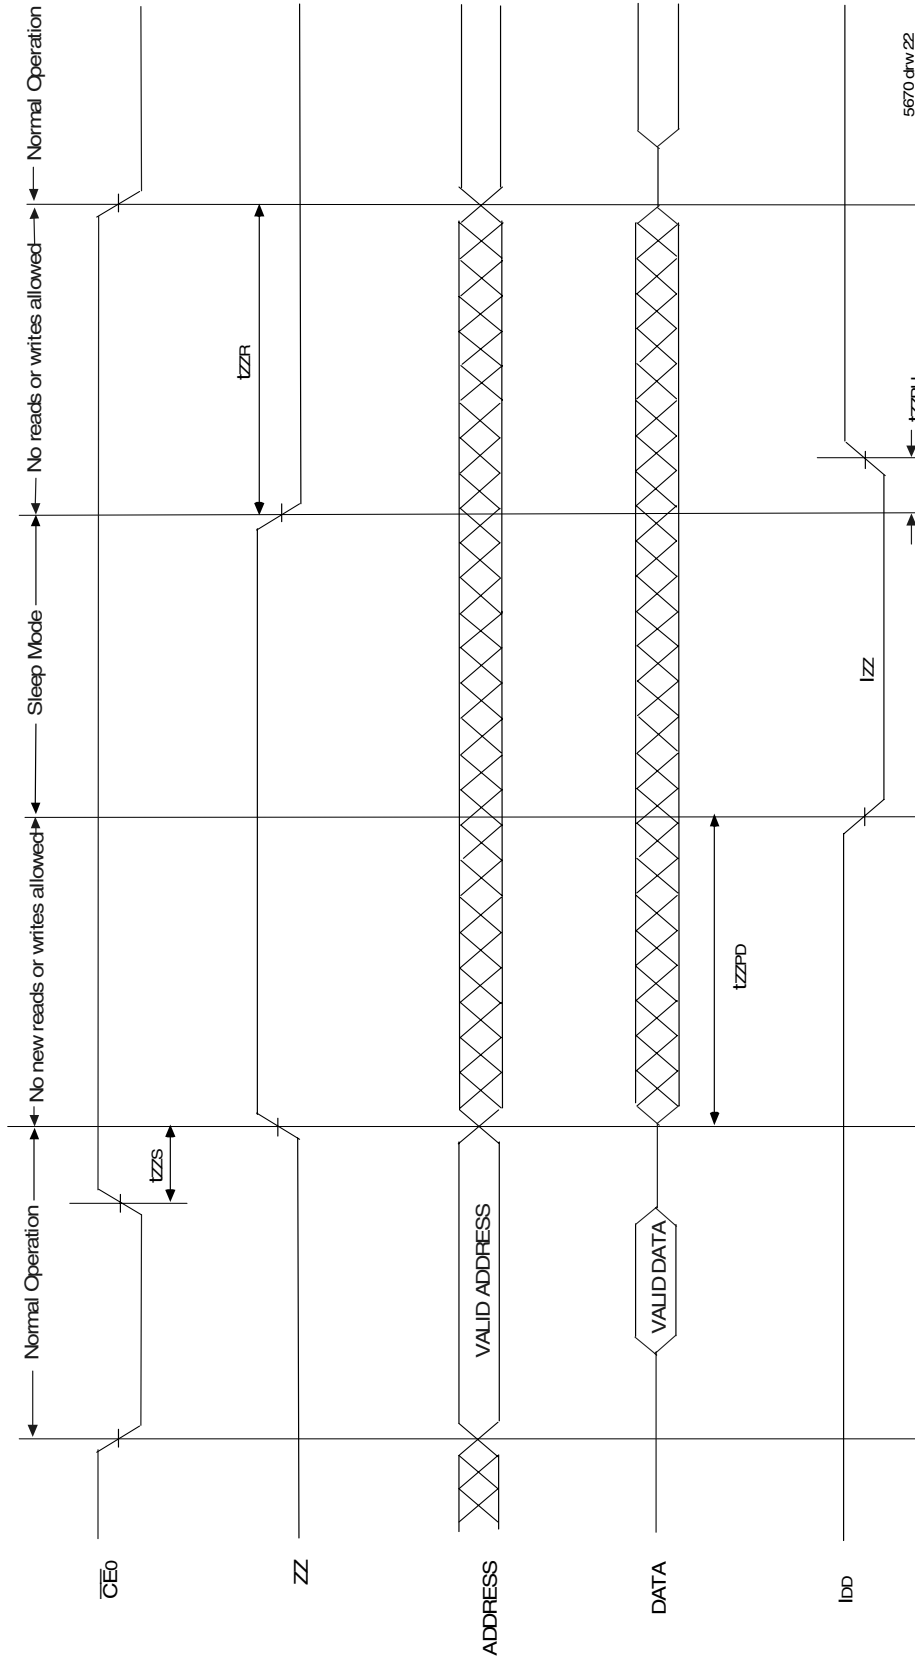 Normal Operation
No new reads or writes allowed
Sleep Mode
No reads or writes allowed
Normal Operation
CE0
tZZS
tZZR
ZZ
ADDRESS
VALID ADDRESS
DATA
VALID DATA
tZZPD
IDD
IZZ
5670 drw 22